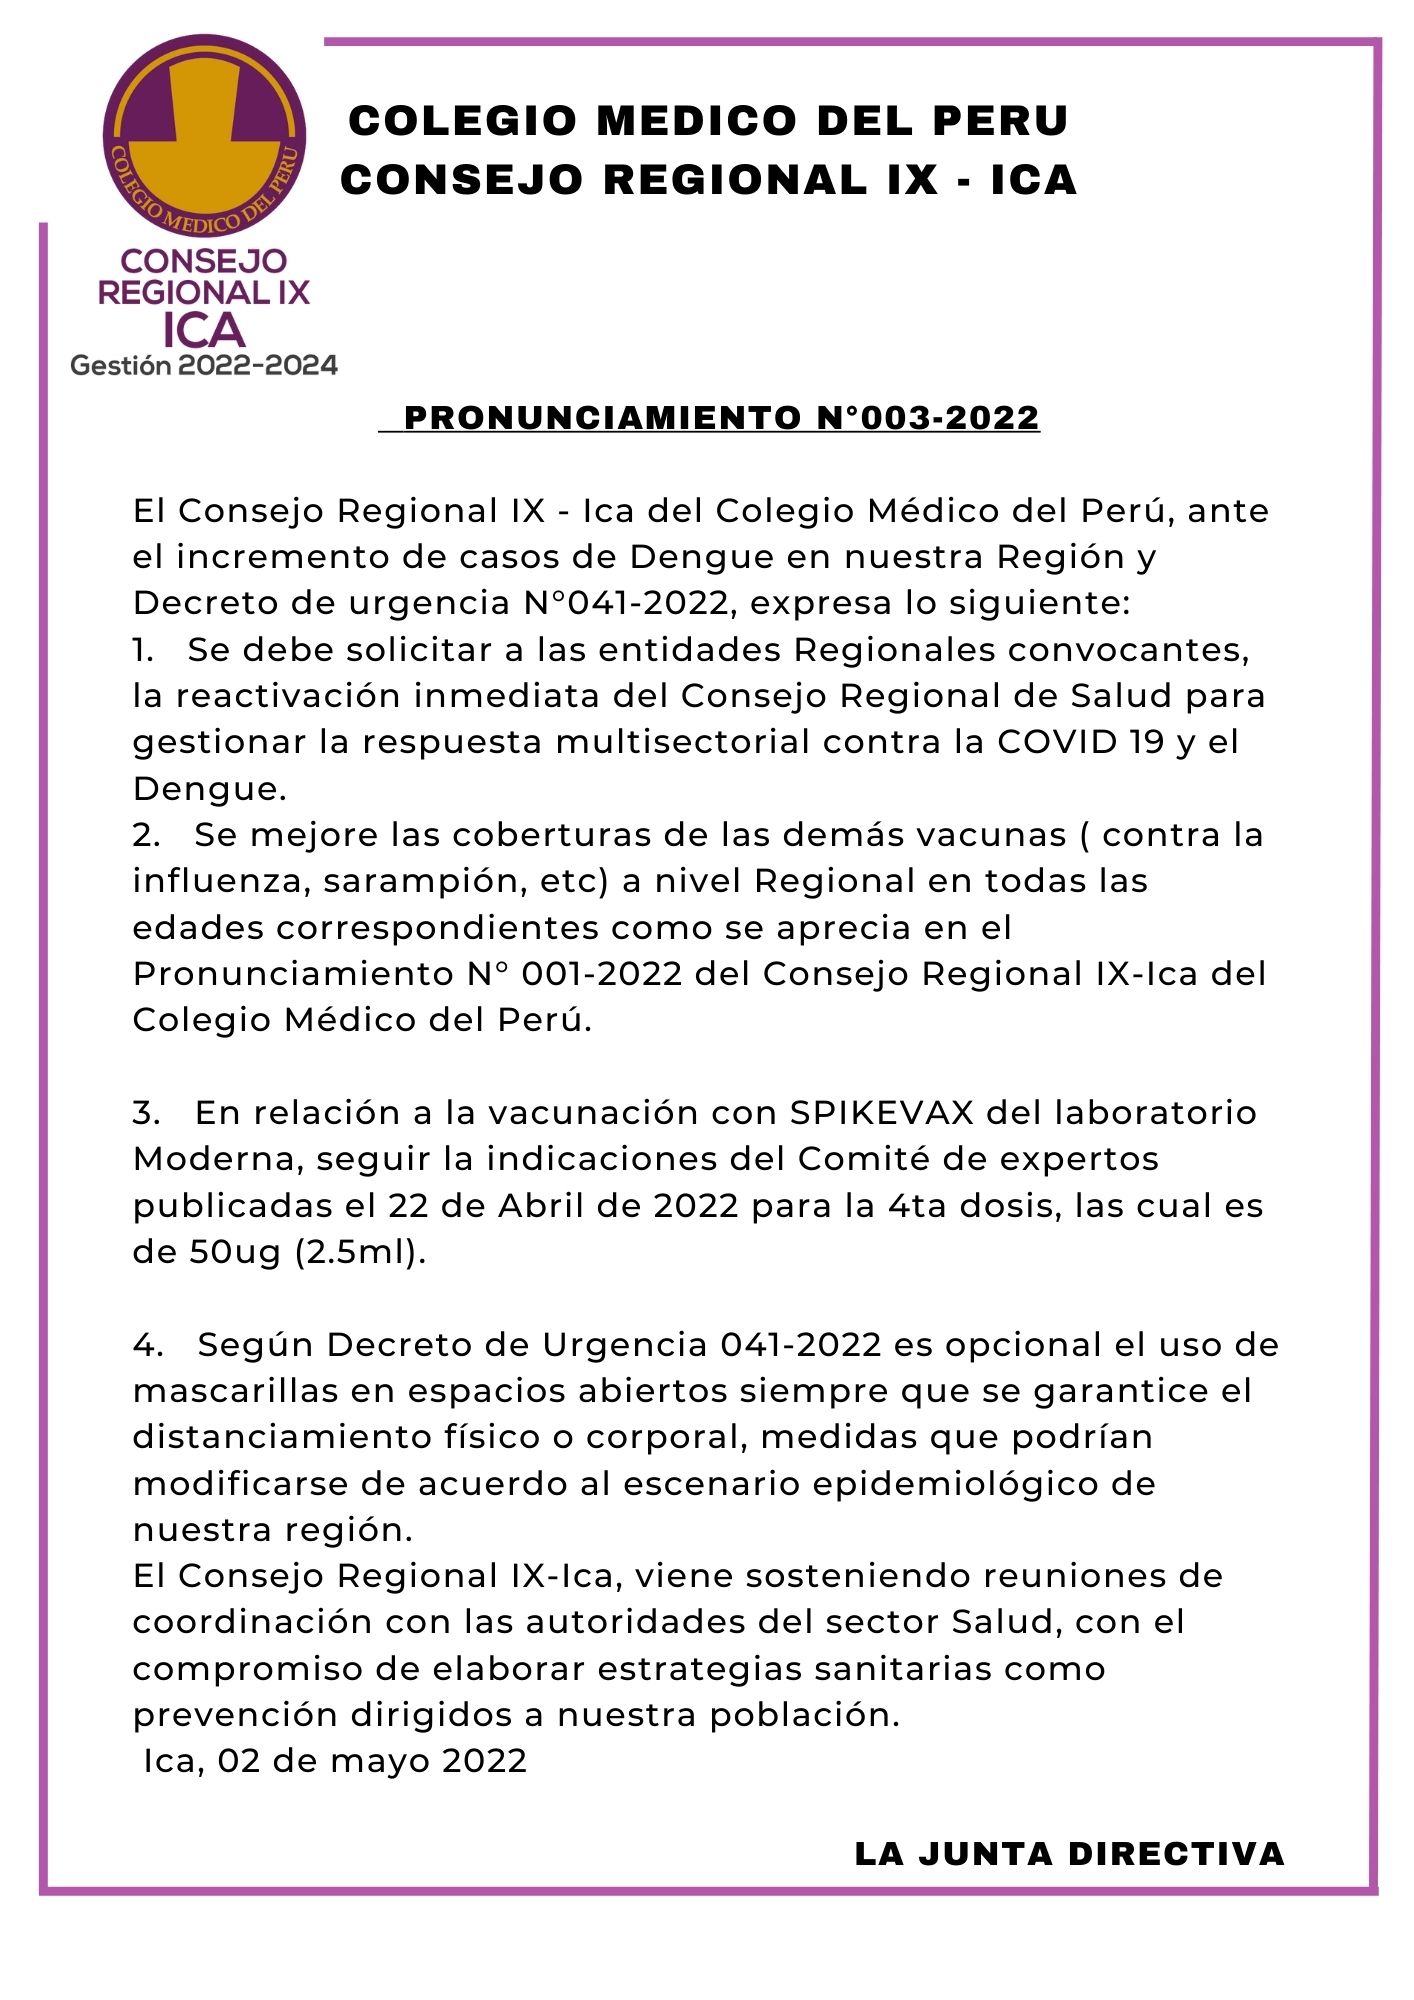 COLEGIO MEDICO DEL PERU
CONSEJO REGIONAL IX - ICA
COLEGIO MEDICO DEL PERU
CONSEJO
REGIONAL IX
ICA
Gestión 2022-2024
PRONUNCIAMIENTO N°003-2022
El Consejo Regional IX - Ica del Colegio Médico del Perú, ante
el incremento de casos de Dengue en nuestra Región y
Decreto de urgencia N°041-2022, expresa lo siguiente:
1. Se debe solicitar a las entidades Regionales convocantes,
la reactivación inmediata del Consejo Regional de Salud para
gestionar la respuesta multisectorial contra la COVID 19 y el
Dengue.
2. Se mejore las coberturas de las demás vacunas ( contra la
influenza, sarampión, etc) a nivel Regional en todas las
edades correspondientes como se aprecia en el
Pronunciamiento N° 001-2022 del Consejo Regional IX-Ica del
Colegio Médico del Perú.
3. En relación a la vacunación con SPIKEVAX del laboratorio
Moderna, seguir la indicaciones del Comité de expertos
publicadas el 22 de Abril de 2022 para la 4ta dosis, las cual es
de 50ug (2.5ml).
4. Según Decreto de Urgencia 041-2022 es opcional el uso de
mascarillas en espacios abiertos siempre que se garantice el
distanciamiento físico o corporal, medidas que podrían
modificarse de acuerdo al escenario epidemiológico de
nuestra región.
El Consejo Regional IX-Ica, viene sosteniendo reuniones de
coordinación con las autoridades del sector Salud, con el
compromiso de elaborar estrategias sanitarias como
prevención dirigidos a nuestra población.
Ica, 02 de mayo 2022
LA JUNTA DIRECTIVA